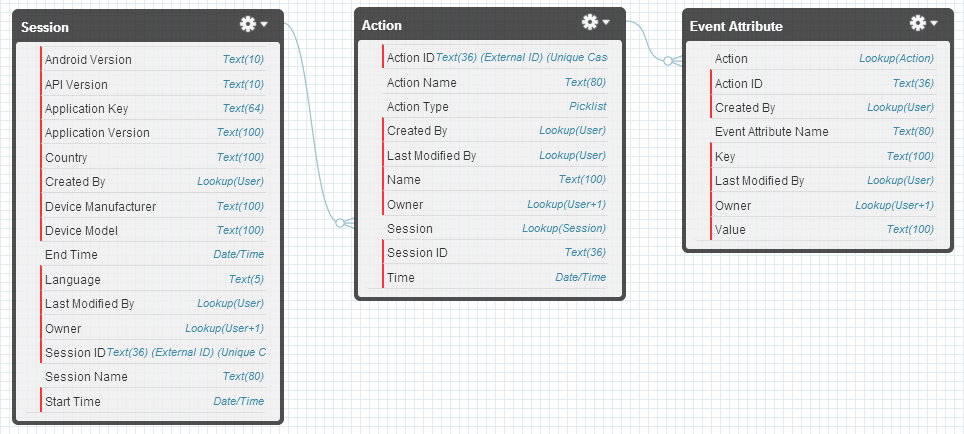 Session
Android Version Text(10)
API Version Text(10)
Application Key Text(64)
Application Version Text(100)
Country Text(100)
Created By Lookup(User)
Device Manufacturer Text(100)
Device Model Text(100)
End Time Date/Time
Language Text(5)
Last Modified By Lookup(User)
Owner Lookup(User+1)
Session ID Text(36) (External ID) (Unique C
Session Name Text(80)
Start Time Date/Time
Action
Action ID Text(36) (External ID) (Unique Cas
Action Name Text(80)
Action Type Picklist
Created By Lookup(User)
Last Modified By Lookup(User)
Name Text(100)
Owner Lookup(User+1)
Session Lookup(Session)
Session ID Text(36)
Time Date/Time
Event Attribute
Action Lookup(Action)
Action ID Text(36)
Created By Lookup(User)
Event Attribute Name Text(80)
Key Text(100)
Last Modified By Lookup(User)
Owner Lookup(User+1)
Value Text(100)